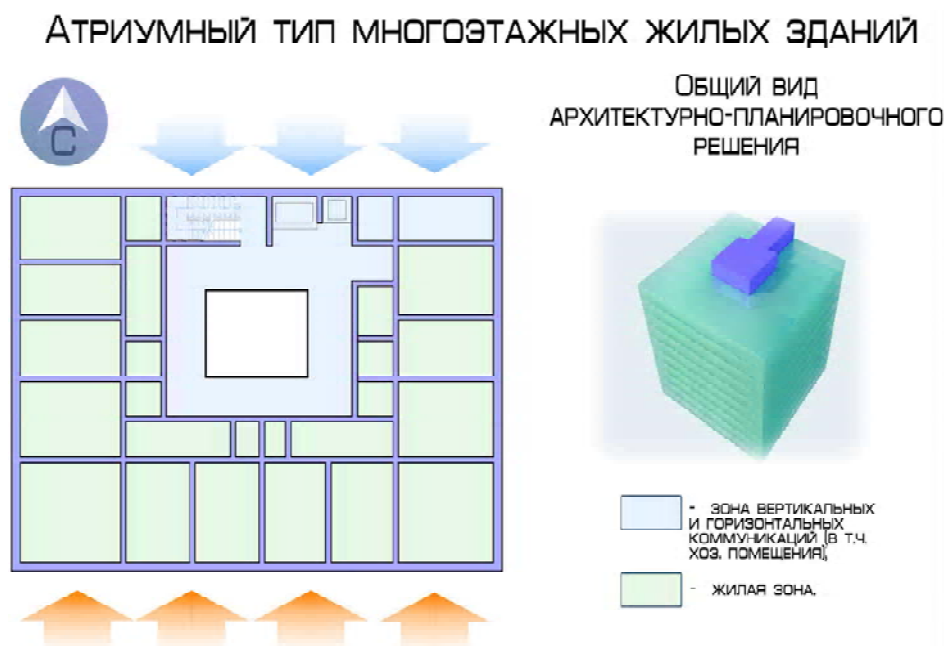 Атриумный тип многоэтажных жилых зданий
Общий вид
архитектурно-планировочного
решения
С
- зона вертикальных
и горизонтальных
коммуникаций (в т.ч.
хоз. помещения),
- жилая зона.